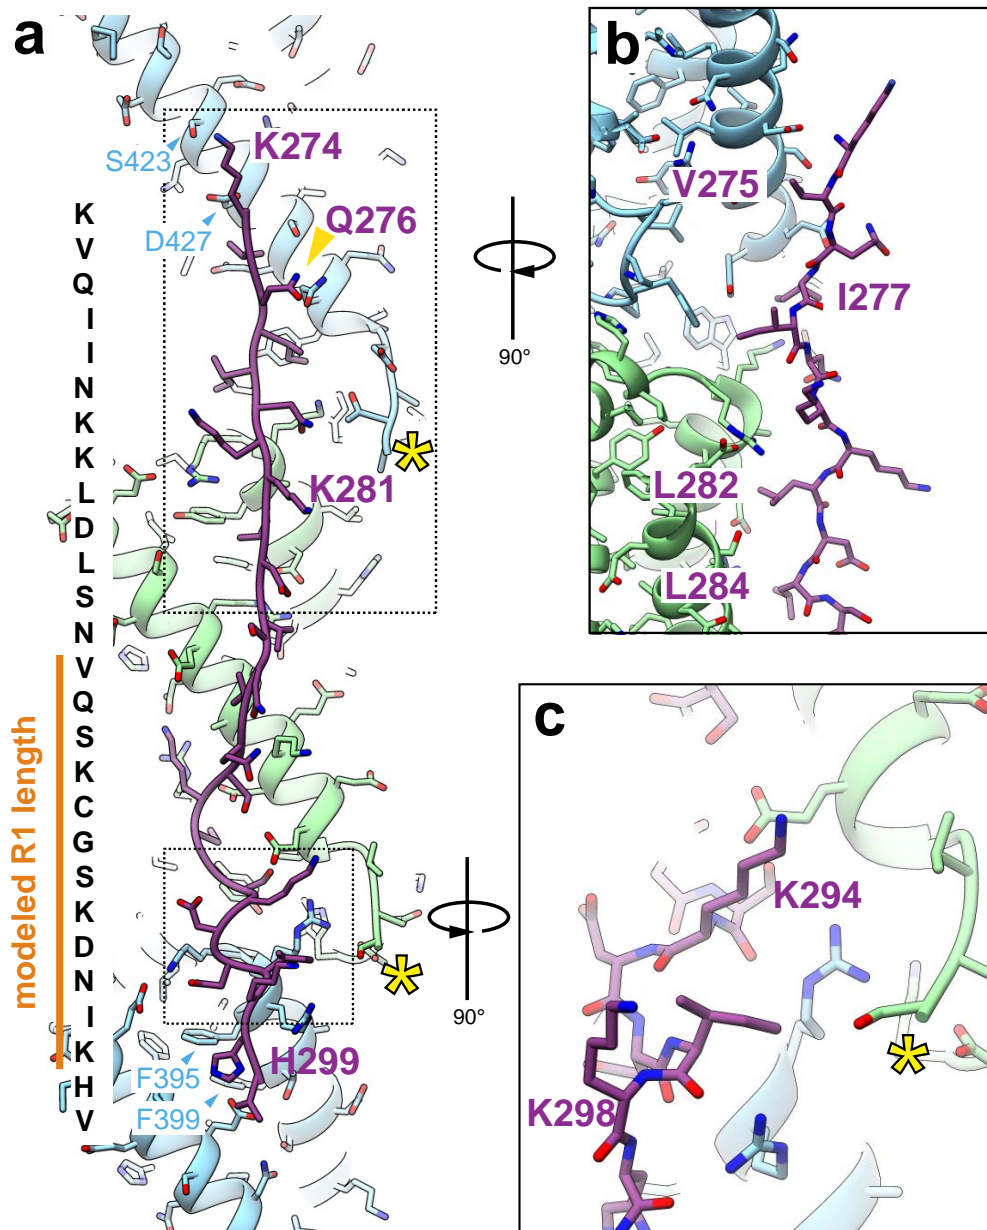 a
K274
S423
D427
Q276
K281
*
K
V
Q
I
I
N
K
K
L
D
L
S
N
V
Q
S
K
C
G
S
K
D
N
I
K
H
V
modeled R1 length
*
H299
F395
F399
90°
90°
b
V275
I277
L282
L284
c
K294
K298
*